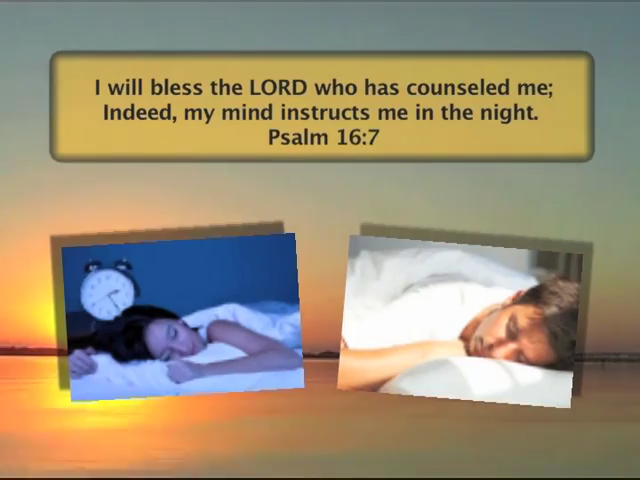 I will bless the LORD who has counseled me;
Indeed, my mind instructs me in the night.
Psalm 16:7